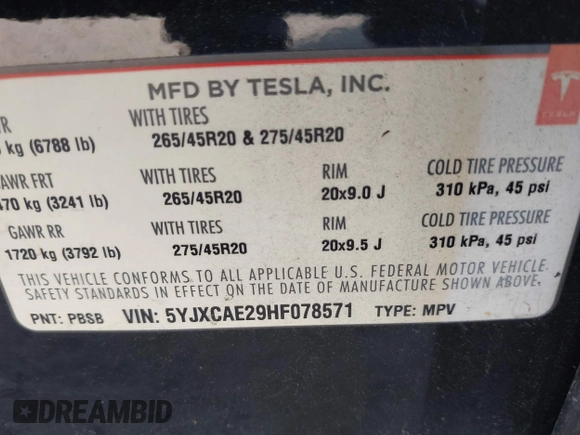 MFD BY TESLA, INC.
TESLA
WITH TIRES
kg (6788 lb) 265/45R20 & 275/45R20
GAWR FRT WITH TIRES RIM COLD TIRE PRESSURE
kg (3241 lb) 265/45R20 20x9.0 J 310 kPa, 45 psi
GAWR RR WITH TIRES RIM COLD TIRE PRESSURE
1720 kg (3792 lb) 275/45R20 20x9.5 J 310 kPa, 45 psi
THIS VEHICLE CONFORMS TO ALL APPLICABLE U.S. FEDERAL MOTOR VEHICLE
SAFETY STANDARDS IN EFFECT ON THE DATE OF MANUFACTURE SHOWN ABOVE.
PNT: PBSB VIN: 5YJXCAE29HF078571 TYPE: MPV
DREAMBID